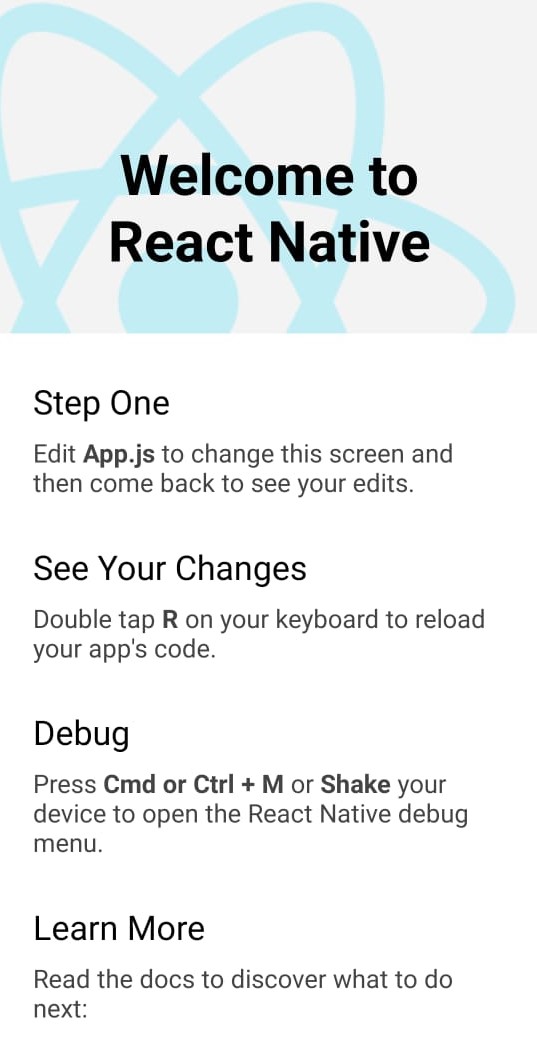 Welcome to
React Native
Step One
Edit App.js to change this screen and
then come back to see your edits.
See Your Changes
Double tap R on your keyboard to reload
your app's code.
Debug
Press Cmd or Ctrl + M or Shake your
device to open the React Native debug
menu.
Learn More
Read the docs to discover what to do
next: